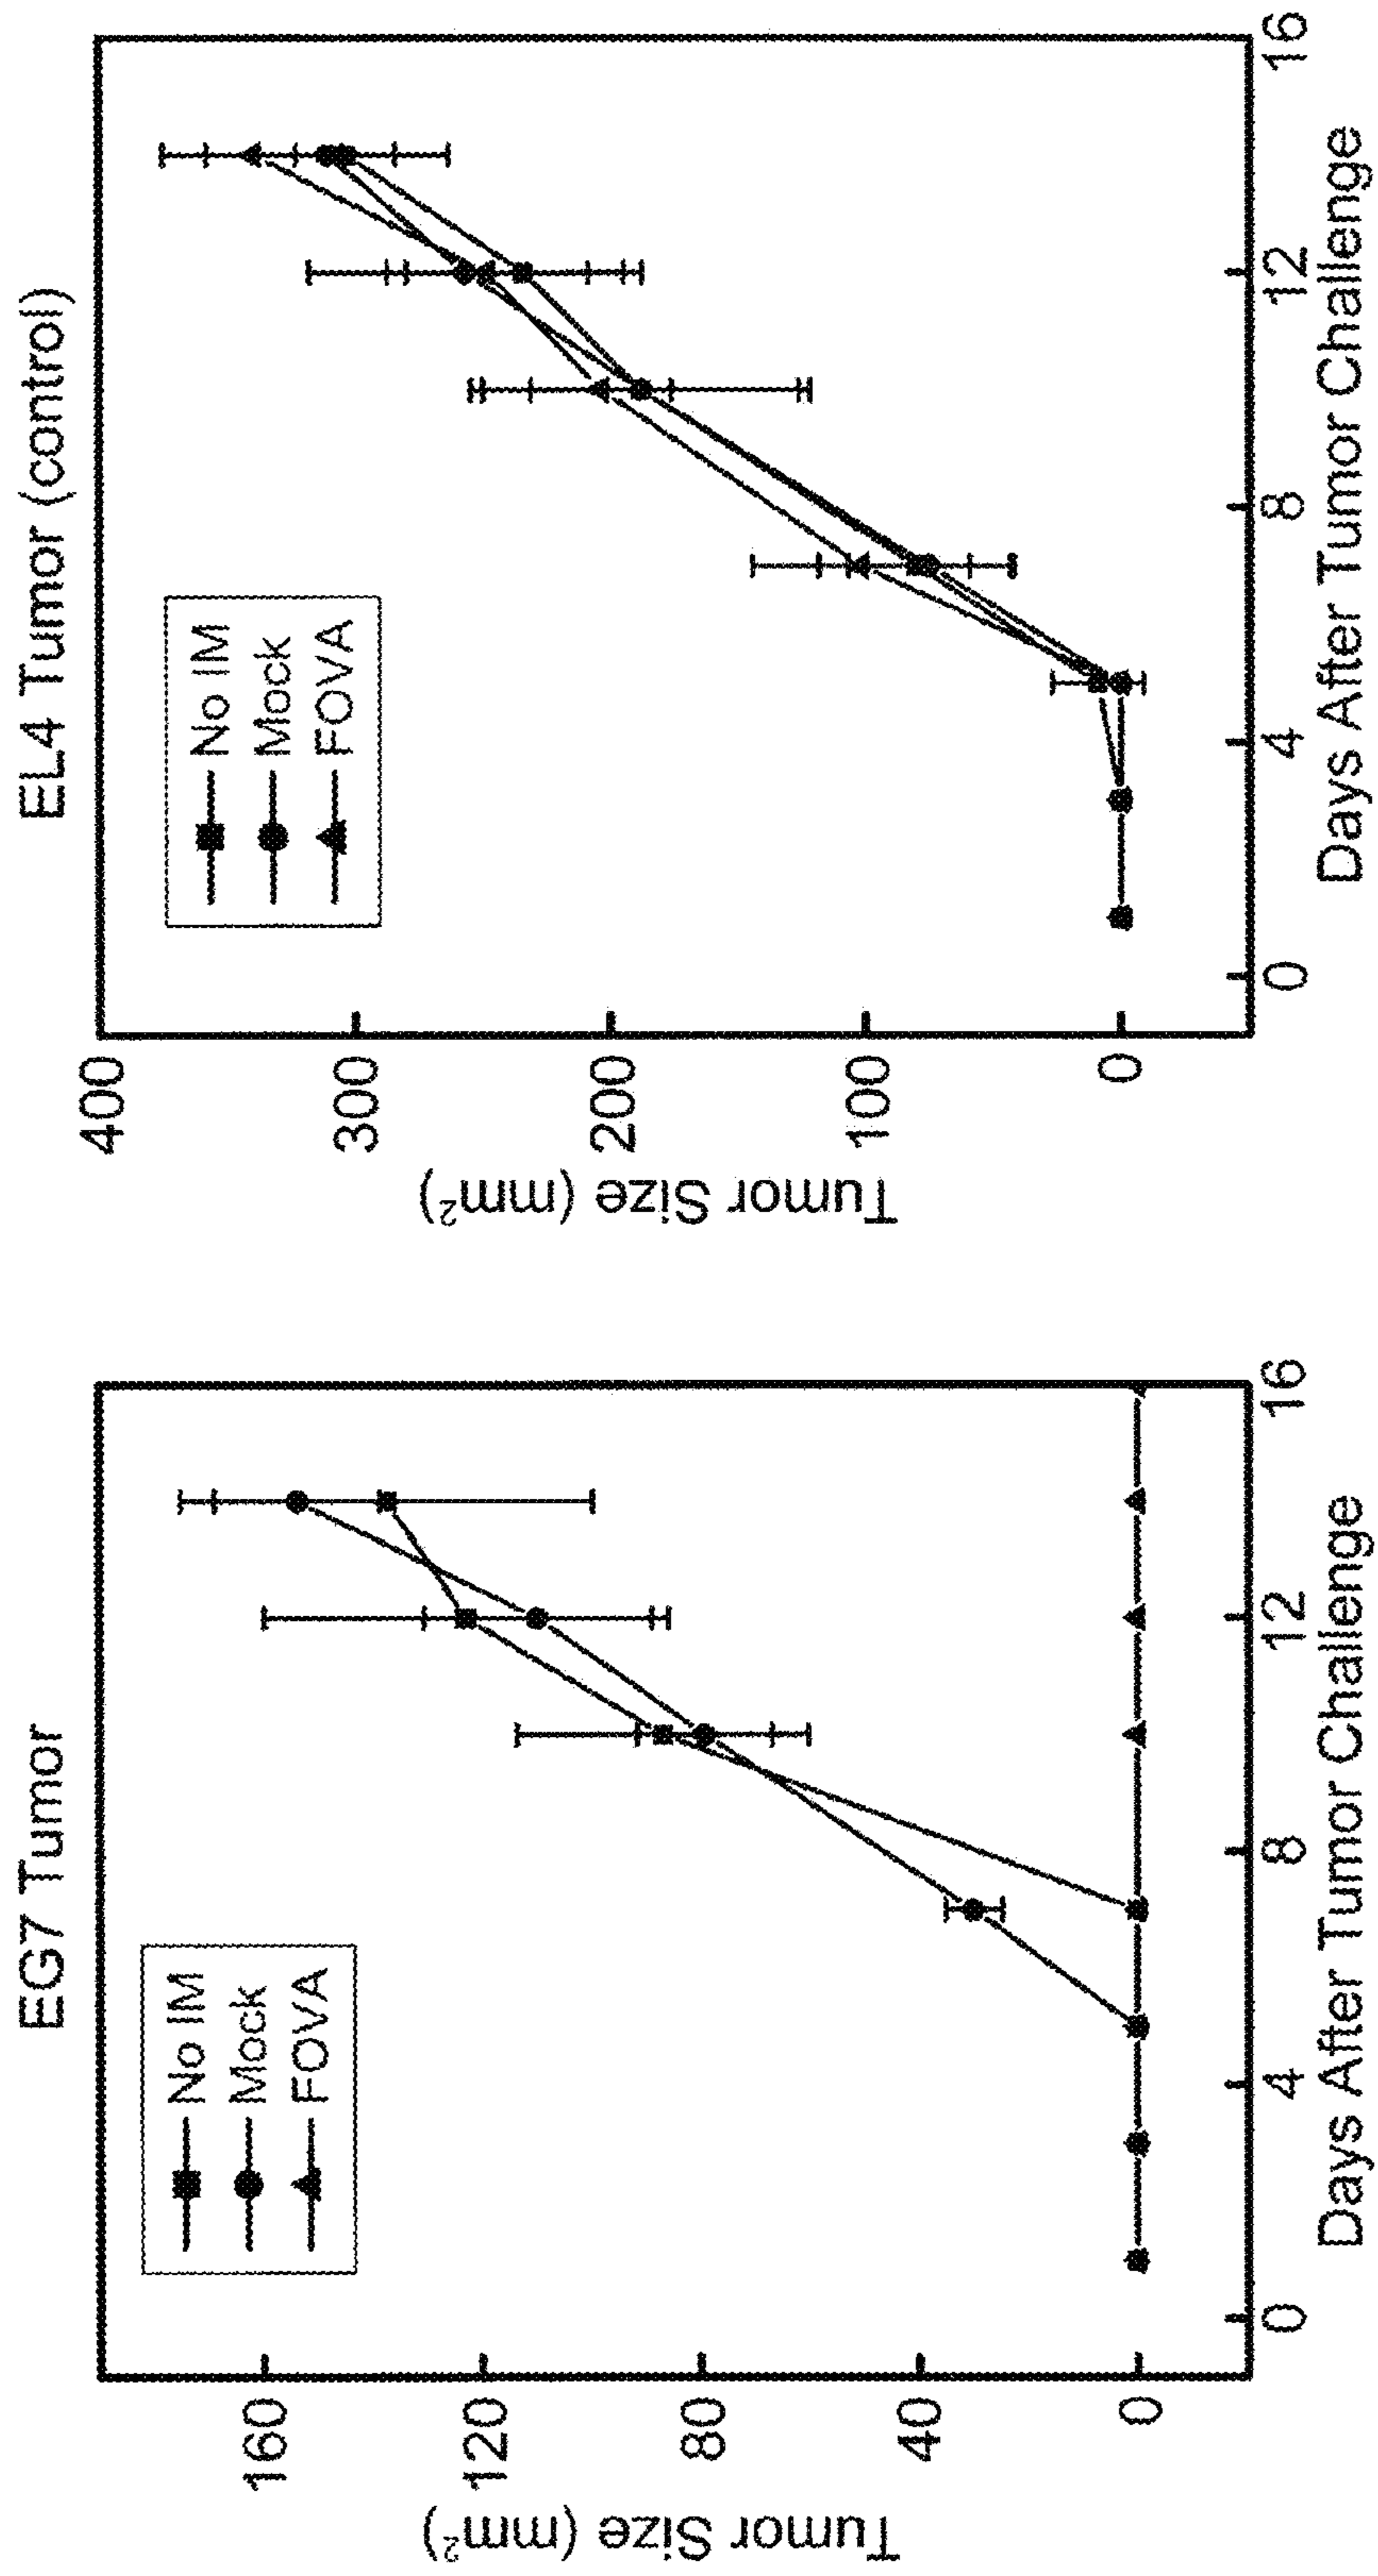 EG7 Tumor
No IM
Mock
FOVA
Tumor Size (mm²)
160
120
80
40
0
0 4 8 12 16
Days After Tumor Challenge
EL4 Tumor (control)
No IM
Mock
FOVA
Tumor Size (mm²)
400
300
200
100
0
0 4 8 12 16
Days After Tumor Challenge